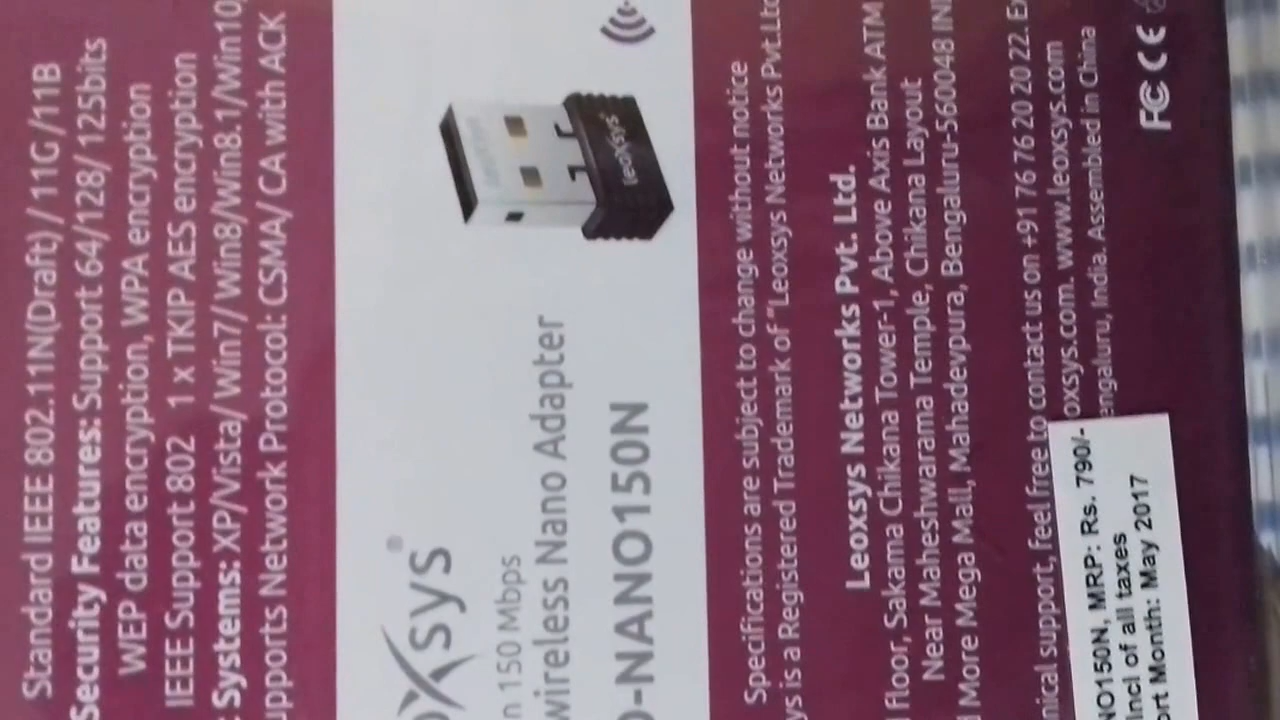 Standard IEEE 802.11N(Draft) / 11G /11B
Security Features: Support 64/128/ 125bits
WEP data encryption, WPA encryption
IEEE Support 802 1 x TKIP AES encryption
Systems: XP/Vista/ Win7/ Win8/Win8.1/Win10
upports Network Protocol: CSMA/ CA with ACK
oxsys®
n 150 Mbps
wireless Nano Adapter
-NANO150N
leoxsys
Specifications are subject to change without notice
ys is a Registered Trademark of "Leoxsys Networks Pvt.Ltd
Leoxsys Networks Pvt. Ltd.
floor, Sakama Chikana Tower-1, Above Axis Bank ATM
Near Maheshwarama Temple, Chikana Layout
More Mega Mall, Mahadevpura, Bengaluru-560048 IN
nical support, feel free to contact us on +91 76 76 20 20 22. Ex
oxsys.com. www.leoxsys.com
engaluru, India. Assembled in China
FC CE
NO150N, MRP: Rs. 790/-
Incl of all taxes
ort Month: May 2017